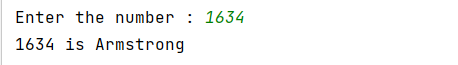 Enter the number : 1634
1634 is Armstrong